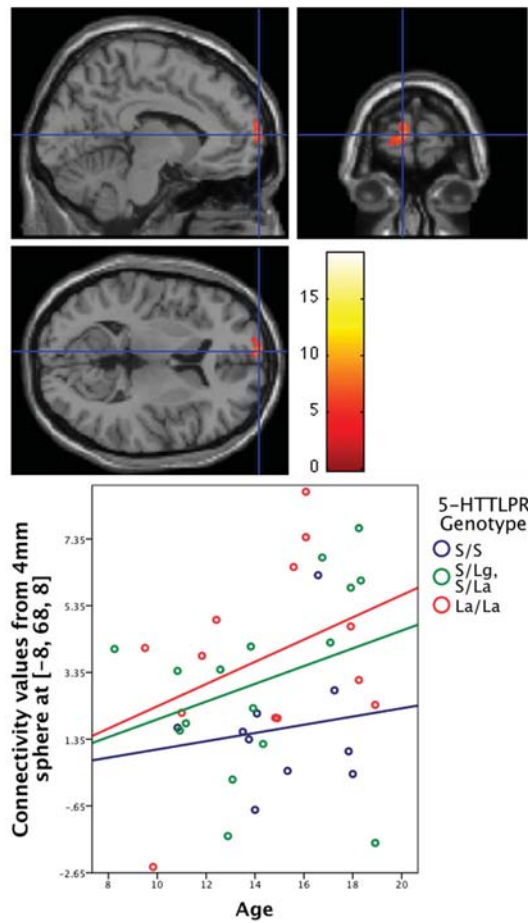 15
10
5
0
5-HTTLPR
Genotype
S/S
S/Lg,
S/La
La/La
Connectivity values from 4mm
sphere at [-8, 68, 8]
7.35
5.35
3.35
1.35
-.65
-2.65
8 10 12 14 16 18 20
Age